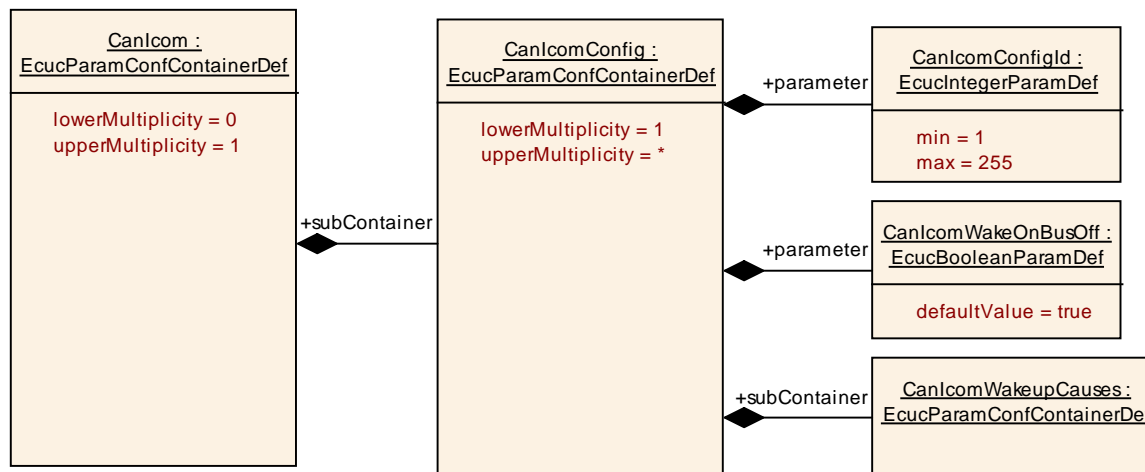 CanIcom :
EcucParamConfContainerDef
lowerMultiplicity = 0
upperMultiplicity = 1
+subContainer
CanIcomConfig :
EcucParamConfContainerDef
lowerMultiplicity = 1
upperMultiplicity = *
+parameter
CanIcomConfigId :
EcucIntegerParamDef
min = 1
max = 255
+parameter
CanIcomWakeOnBusOff :
EcucBooleanParamDef
defaultValue = true
+subContainer
CanIcomWakeupCauses :
EcucParamConfContainerDe